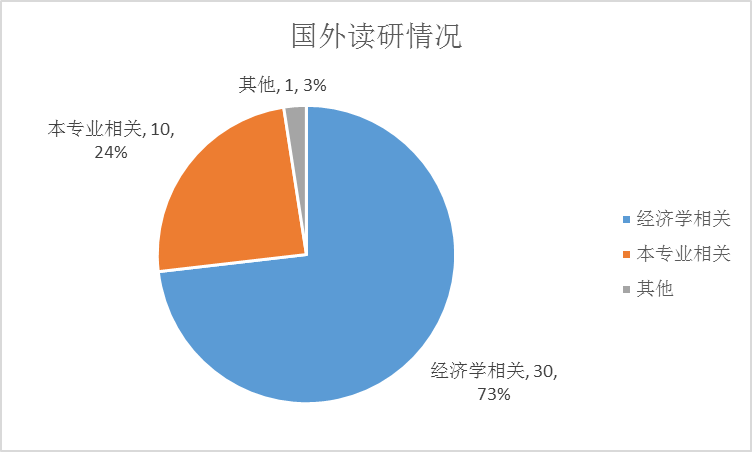 国外读研情况
其他, 1, 3%
本专业相关, 10,
24%
经济学相关
本专业相关
其他
经济学相关, 30,
73%